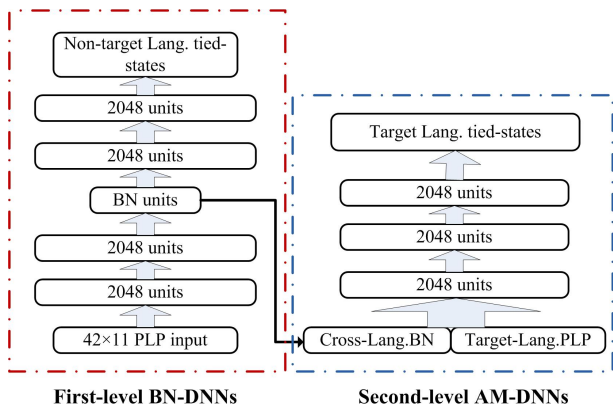 Non-target Lang. tied-
states
2048 units
2048 units
BN units
2048 units
2048 units
42×11 PLP input
First-level BN-DNNs
Target Lang. tied-states
2048 units
2048 units
2048 units
Cross-Lang.BN
Target-Lang.PLP
Second-level AM-DNNs